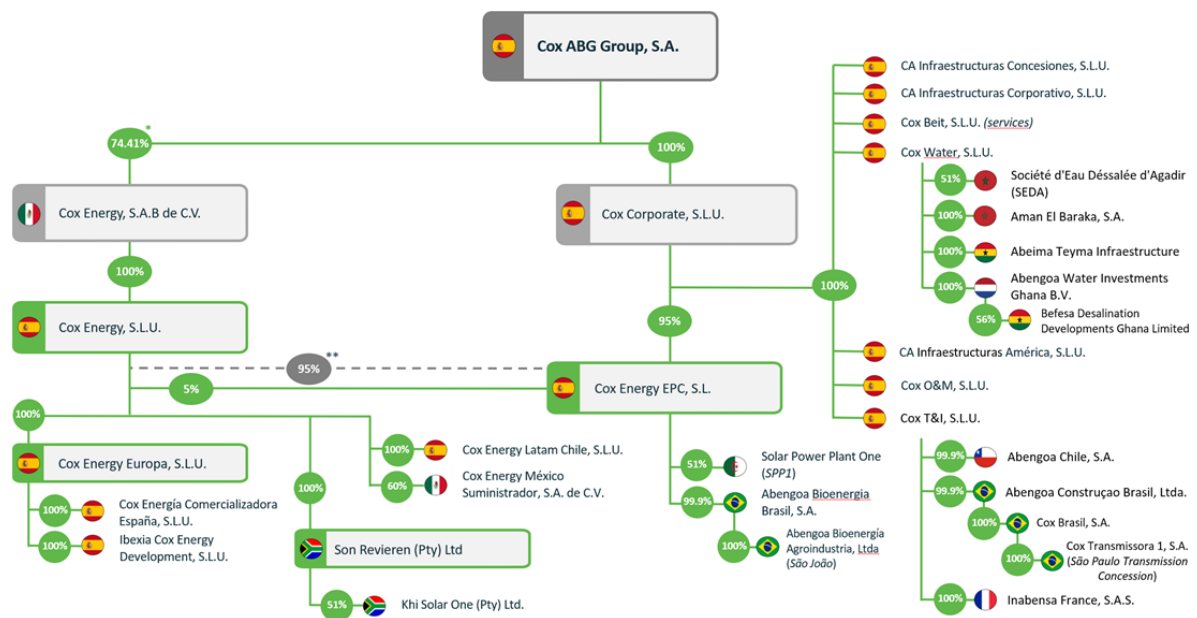 Cox ABG Group, S.A.
74.41%
*
100%
Cox Energy, S.A.B de C.V.
Cox Corporate, S.L.U.
100%
Cox Energy, S.L.U.
95%
**
95%
5%
Cox Energy EPC, S.L.
100%
Cox Energy Europa, S.L.U.
100%
Cox Energía Comercializadora
España, S.L.U.
100%
Ibexia Cox Energy
Development, S.L.U.
100%
Son Revieren (Pty) Ltd
51%
Khi Solar One (Pty) Ltd.
100%
Cox Energy Latam Chile, S.L.U.
60%
Cox Energy México
Suministrador, S.A. de C.V.
51%
Solar Power Plant One
(SPP1)
99.9%
Abengoa Bioenergia
Brasil, S.A.
100%
Abengoa Bioenergía
Agroindustria, Ltda
(São João)
100%
CA Infraestructuras Concesiones, S.L.U.
CA Infraestructuras Corporativo, S.L.U.
Cox Beit, S.L.U. (services)
Cox Water, S.L.U.
51%
Société d'Eau Déssalée d'Agadir
(SEDA)
100%
Aman El Baraka, S.A.
100%
Abeima Teyma Infraestructure
100%
Abengoa Water Investments
Ghana B.V.
56%
Befesa Desalination
Developments Ghana Limited
CA Infraestructuras América, S.L.U.
Cox O&M, S.L.U.
Cox T&I, S.L.U.
99.9%
Abengoa Chile, S.A.
99.9%
Abengoa Construçao Brasil, Ltda.
100%
Cox Brasil, S.A.
100%
Cox Transmissora 1, S.A.
(São Paulo Transmission
Concession)
100%
Inabensa France, S.A.S.